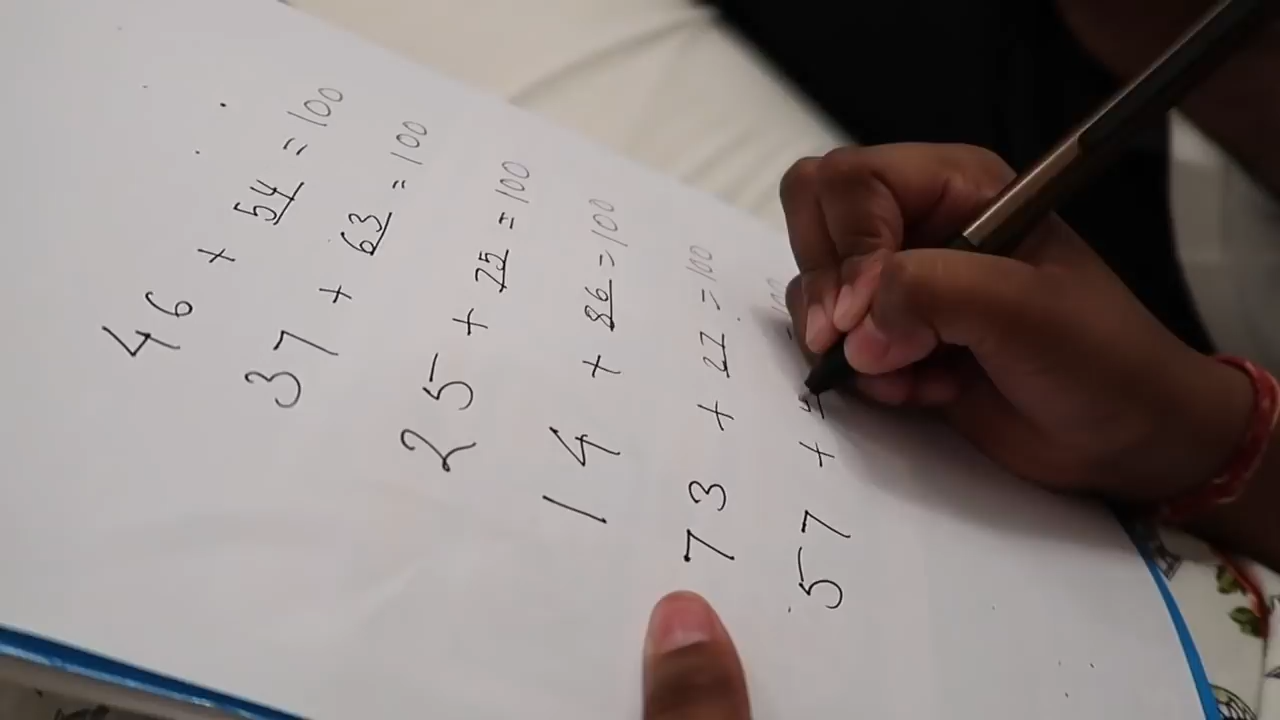 46 + 54 = 100
37 + 63 = 100
25 + 75 = 100
14 + 86 = 100
73 + 27 = 100
57 +